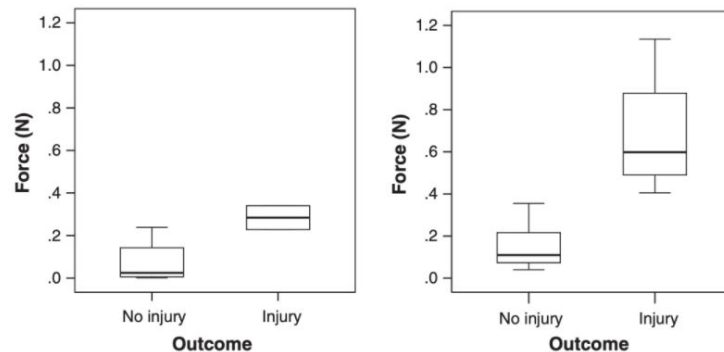 1.2
1.0
.8
.6
.4
.2
.0
Force (N)
No injury
Injury
Outcome
1.2
1.0
.8
.6
.4
.2
.0
Force (N)
No injury
Injury
Outcome